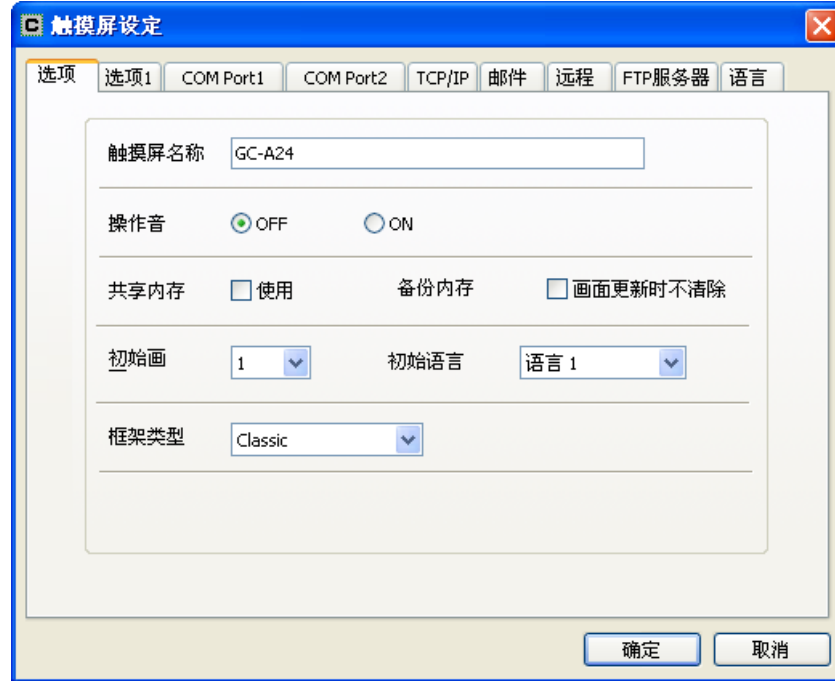 触摸屏设定
选项 选项1 COM Port1 COM Port2 TCP/IP 邮件 远程 FTP服务器 语言
触摸屏名称 GC-A24
操作音 OFF ON
共享内存 使用 备份内存 画面更新时不清除
初始画 1 初始语言 语言 1
框架类型 Classic
确定 取消